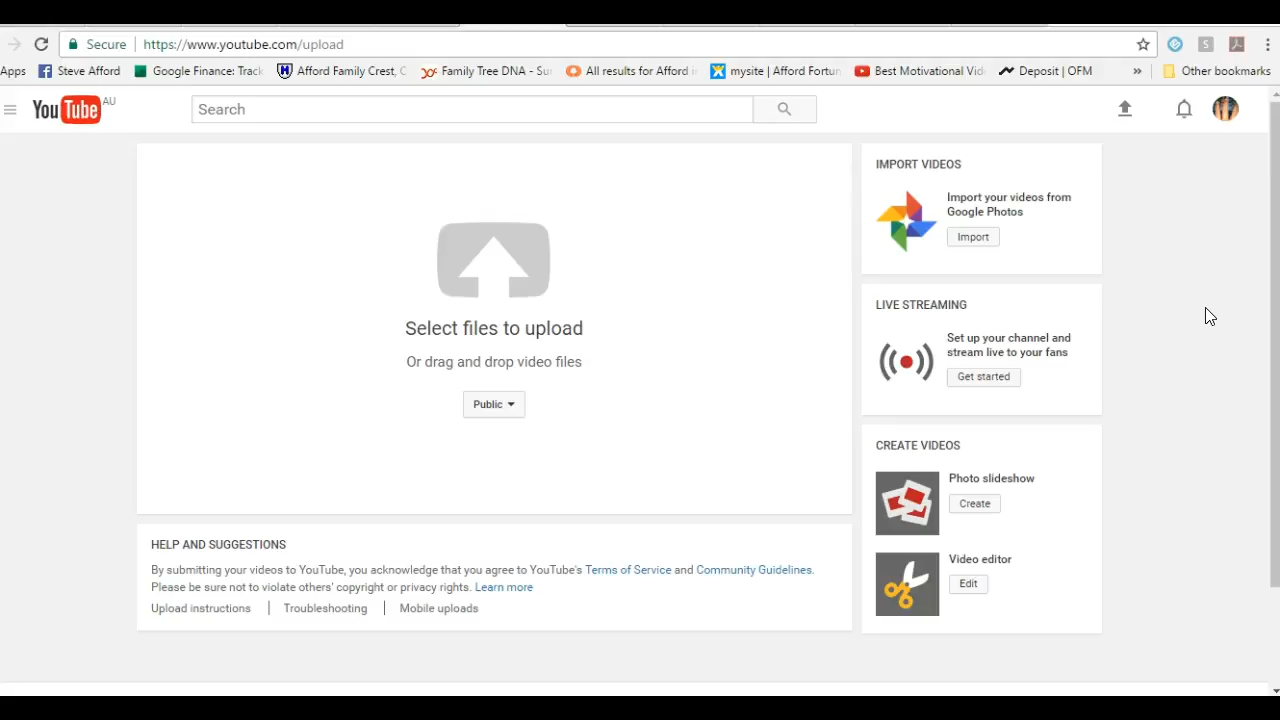 Secure https://www.youtube.com/upload
Apps Steve Afford Google Finance: Track Afford Family Crest, C Family Tree DNA - Su All results for Afford i mysite | Afford Fortun Best Motivational Vid Deposit | OFM » Other bookmarks
YouTube AU Search
IMPORT VIDEOS
Import your videos from
Google Photos
Import
LIVE STREAMING
Set up your channel and
stream live to your fans
Get started
Select files to upload
Or drag and drop video files
Public
CREATE VIDEOS
Photo slideshow
Create
Video editor
Edit
HELP AND SUGGESTIONS
By submitting your videos to YouTube, you acknowledge that you agree to YouTube's Terms of Service and Community Guidelines.
Please be sure not to violate others' copyright or privacy rights. Learn more
Upload instructions | Troubleshooting | Mobile uploads